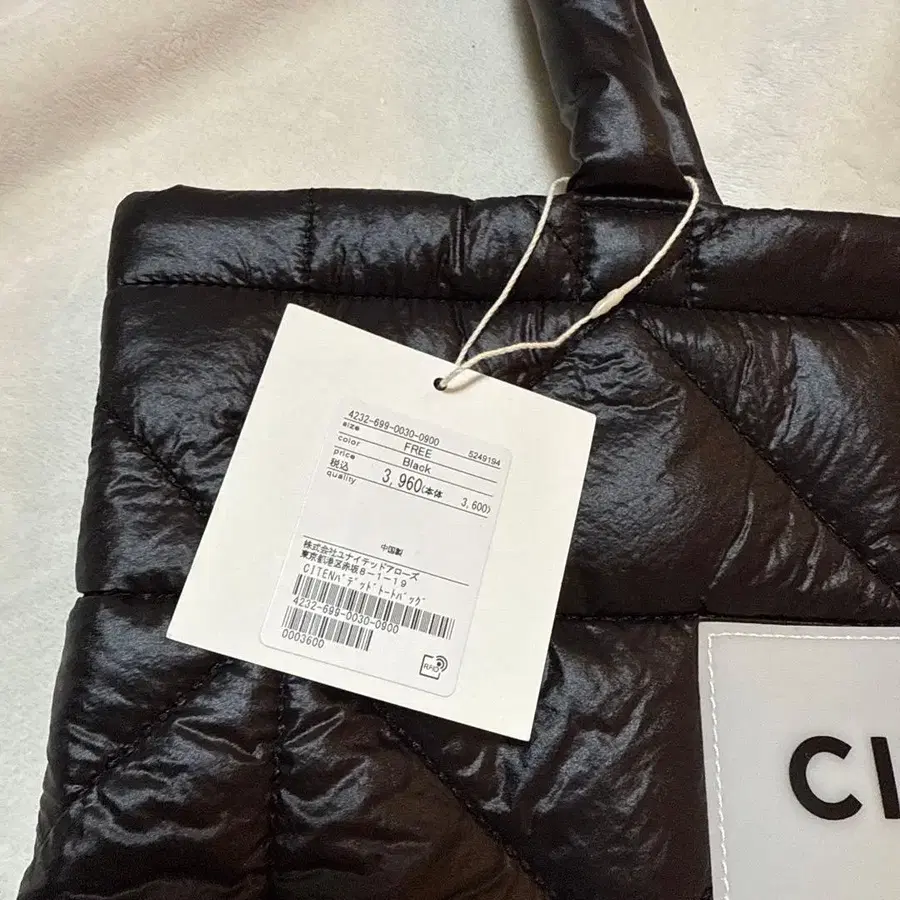 4232-699-0030-0900
size FREE 5249194
color Black
price
税込 3,960(本体 3,600)
quality
中国製
株式会社ユナイテッドアローズ
東京都港区赤坂8-1-19
CITENパデッドトートバッグ
4232-699-0030-0900
0003600
RFID
CI